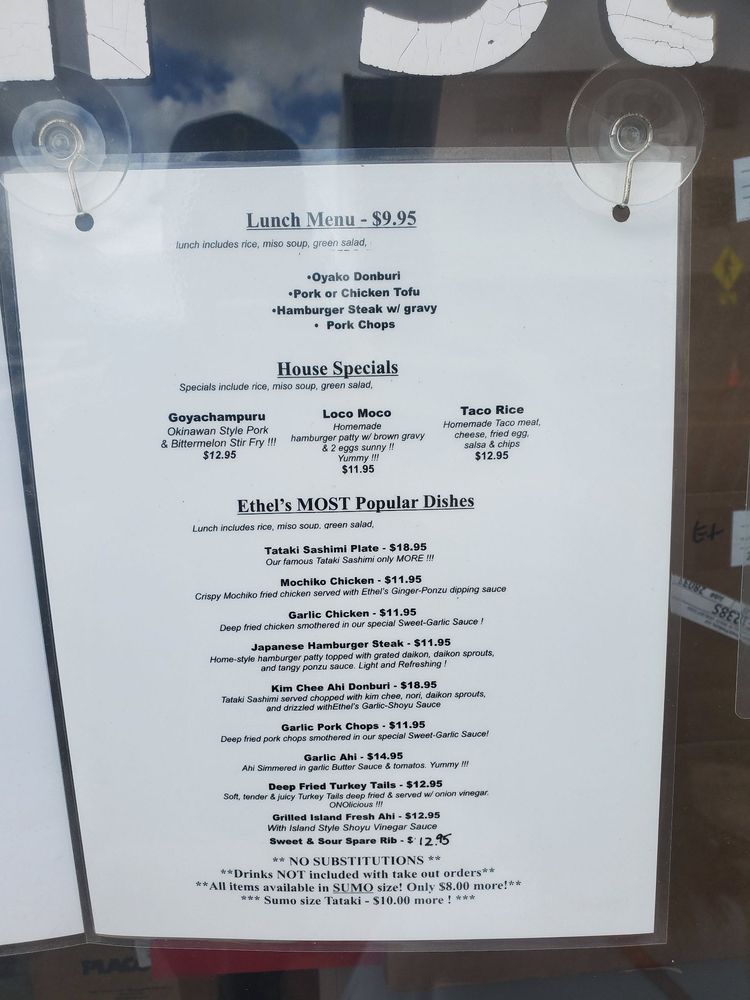 Lunch Menu - $9.95
lunch includes rice, miso soup, green salad,
•Oyako Donburi
•Pork or Chicken Tofu
•Hamburger Steak w/ gravy
• Pork Chops
House Specials
Specials include rice, miso soup, green salad,
Goyachampuru
Okinawan Style Pork
& Bittermelon Stir Fry !!!
$12.95
Loco Moco
Homemade
hamburger patty w/ brown gravy
& 2 eggs sunny !!
Yummy !!!
$11.95
Taco Rice
Homemade Taco meat,
cheese, fried egg,
salsa & chips
$12.95
Ethel's MOST Popular Dishes
Lunch includes rice, miso soup, green salad,
Tataki Sashimi Plate - $18.95
Our famous Tataki Sashimi only MORE !!!
Mochiko Chicken - $11.95
Crispy Mochiko fried chicken served with Ethel's Ginger-Ponzu dipping sauce
Garlic Chicken - $11.95
Deep fried chicken smothered in our special Sweet-Garlic Sauce !
Japanese Hamburger Steak - $11.95
Home-style hamburger patty topped with grated daikon, daikon sprouts,
and tangy ponzu sauce. Light and Refreshing !
Kim Chee Ahi Donburi - $18.95
Tataki Sashimi served chopped with kim chee, nori, daikon sprouts,
and drizzled withEthel's Garlic-Shoyu Sauce
Garlic Pork Chops - $11.95
Deep fried pork chops smothered in our special Sweet-Garlic Sauce!
Garlic Ahi - $14.95
Ahi Simmered in garlic Butter Sauce & tomatos. Yummy !!!
Deep Fried Turkey Tails - $12.95
Soft, tender & juicy Turkey Tails deep fried & served w/ onion vinegar.
ONOlicious !!!
Grilled Island Fresh Ahi - $12.95
With Island Style Shoyu Vinegar Sauce
Sweet & Sour Spare Rib - $ 12.95
** NO SUBSTITUTIONS **
**Drinks NOT included with take out orders**
**All items available in SUMO size! Only $8.00 more!**
*** Sumo size Tataki - $10.00 more ! ***